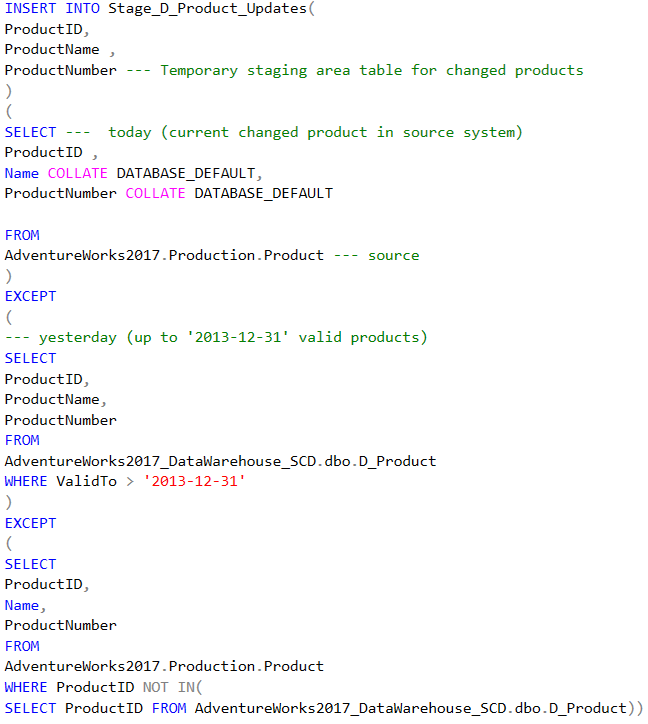 INSERT INTO Stage_D_Product_Updates(
ProductID,
ProductName ,
ProductNumber --- Temporary staging area table for changed products
)
(
SELECT ---  today (current changed product in source system)
ProductID ,
Name COLLATE DATABASE_DEFAULT,
ProductNumber COLLATE DATABASE_DEFAULT
FROM
AdventureWorks2017.Production.Product --- source
)
EXCEPT
(
--- yesterday (up to '2013-12-31' valid products)
SELECT
ProductID,
ProductName,
ProductNumber
FROM
AdventureWorks2017_DataWarehouse_SCD.dbo.D_Product
WHERE ValidTo > '2013-12-31'
)
EXCEPT
(
SELECT
ProductID,
Name,
ProductNumber
FROM
AdventureWorks2017.Production.Product
WHERE ProductID NOT IN(
SELECT ProductID FROM AdventureWorks2017_DataWarehouse_SCD.dbo.D_Product))